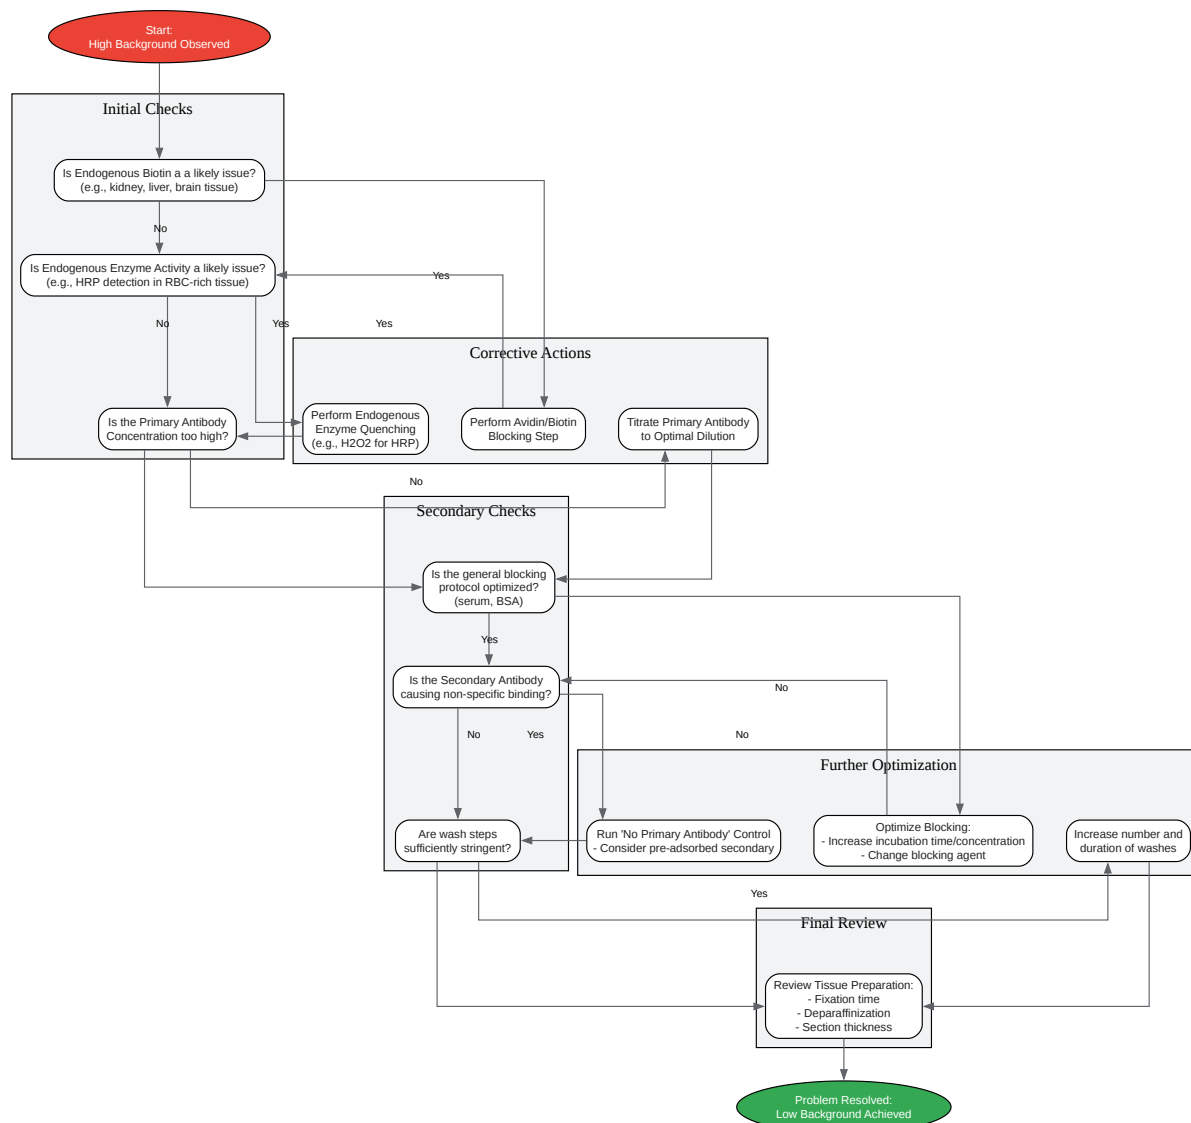 Start:
High Background Observed
Initial Checks
Is Endogenous Biotin a a likely issue?
(e.g., kidney, liver, brain tissue)
No
Is Endogenous Enzyme Activity a likely issue?
(e.g., HRP detection in RBC-rich tissue)
Yes
No
Yes
Yes
Corrective Actions
Perform Endogenous
Enzyme Quenching
(e.g., H2O2 for HRP)
Perform Avidin/Biotin
Blocking Step
Titrate Primary Antibody
to Optimal Dilution
Is the Primary Antibody
Concentration too high?
No
Secondary Checks
Is the general blocking
protocol optimized?
(serum, BSA)
Yes
Is the Secondary Antibody
causing non-specific binding?
No
No
Yes
No
Further Optimization
Are wash steps
sufficiently stringent?
Run 'No Primary Antibody' Control
- Consider pre-adsorbed secondary
Optimize Blocking:
- Increase incubation time/concentration
- Change blocking agent
Increase number and
duration of washes
Yes
Final Review
Review Tissue Preparation:
- Fixation time
- Deparaffinization
- Section thickness
Problem Resolved:
Low Background Achieved